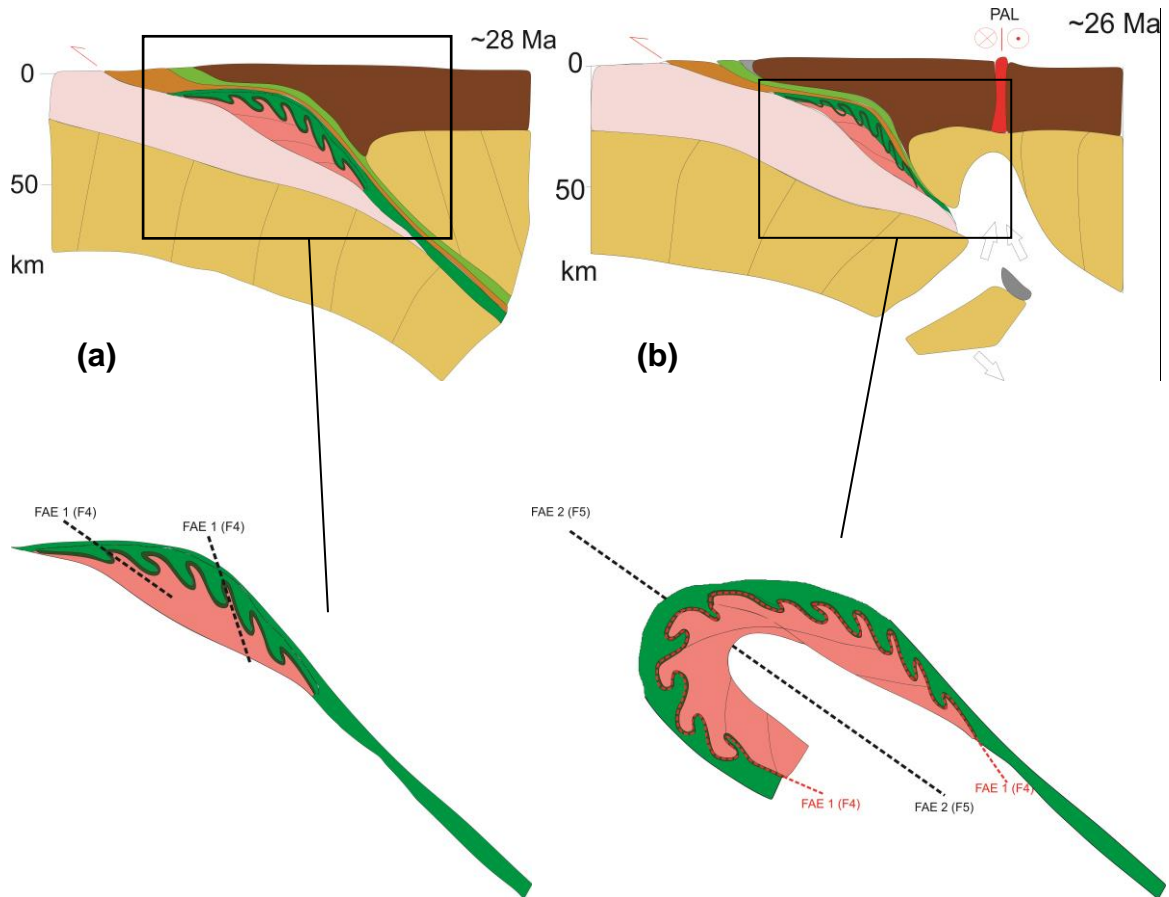 ~28 Ma
0
50
km
(a)
PAL
~26 Ma
0
50
km
(b)
FAE 1 (F4)
FAE 1 (F4)
FAE 2 (F5)
FAE 1 (F4)
FAE 2 (F5)
FAE 1 (F4)